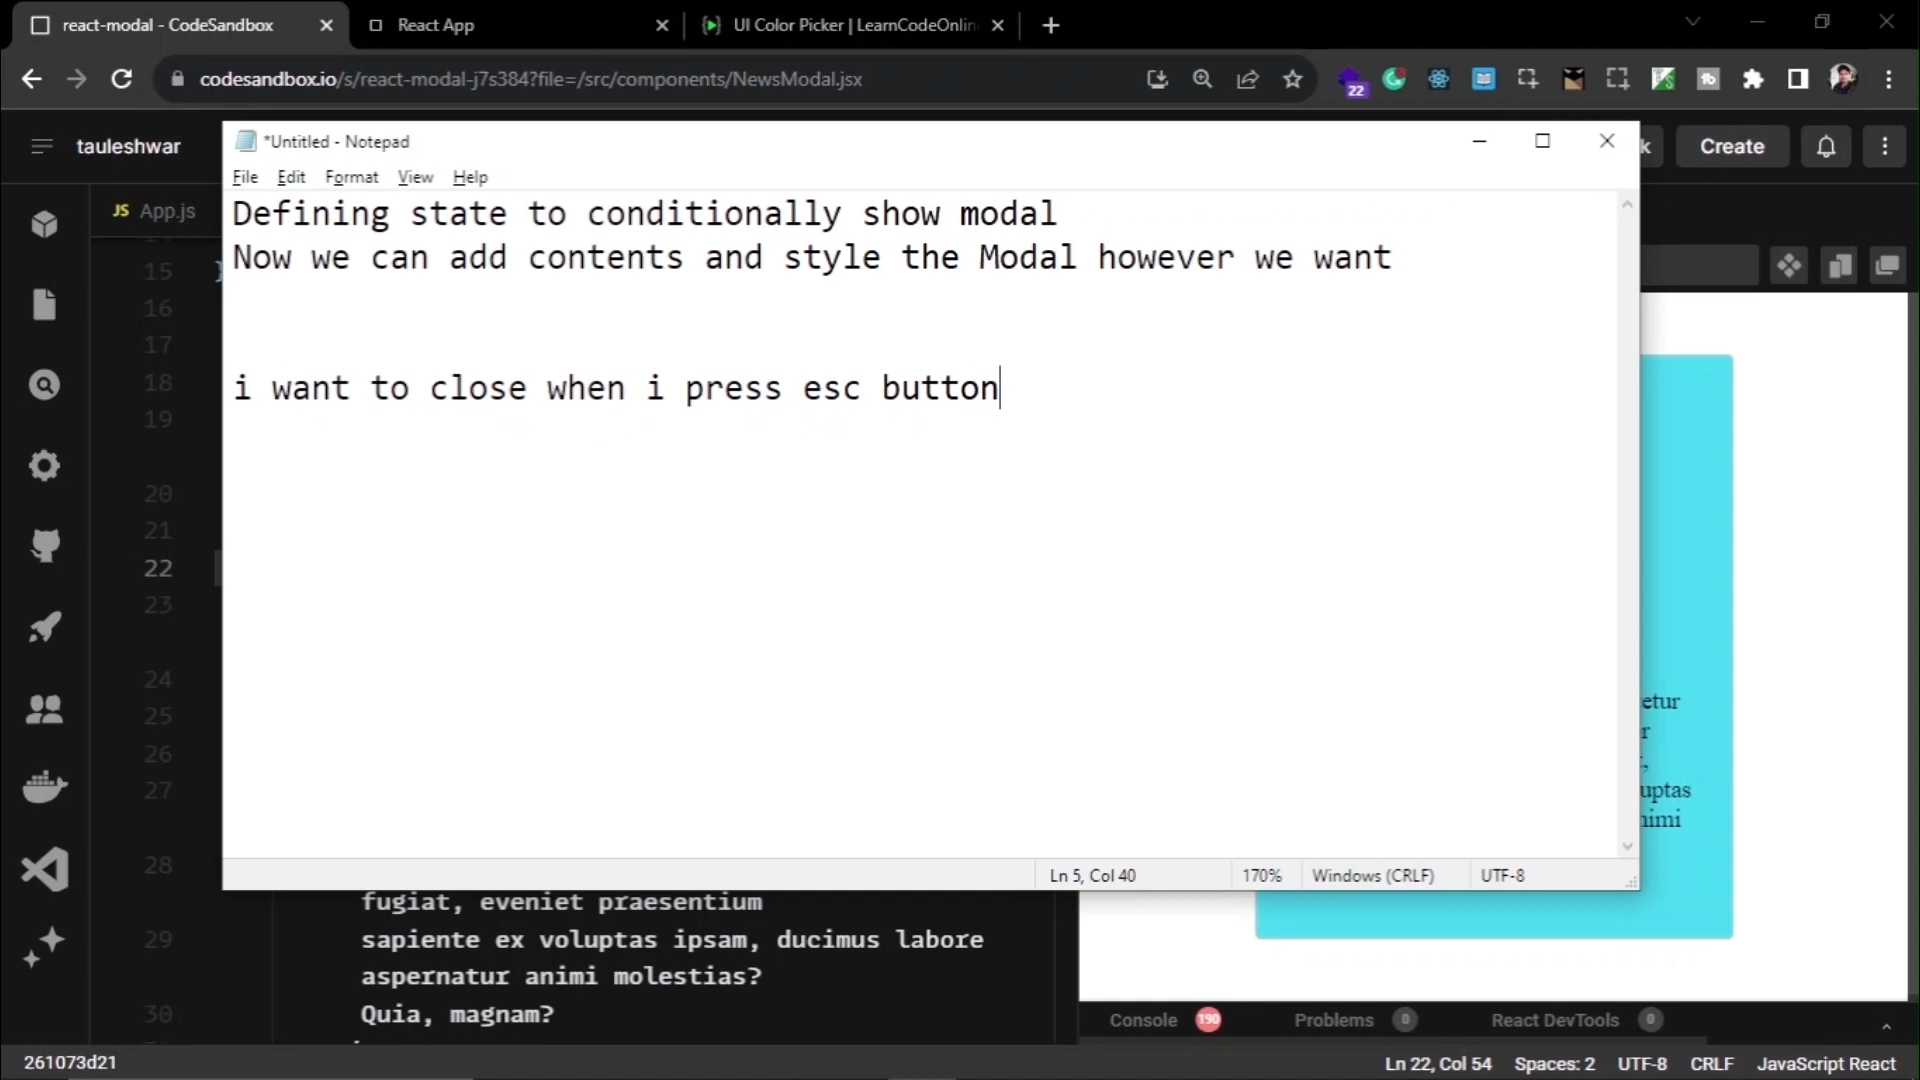 react-modal - CodeSandbox
React App
UI Color Picker | LearnCodeOnlin
codesandbox.io/s/react-modal-j7s384?file=/src/components/NewsModal.jsx
22
tauleshwar
*Untitled - Notepad
k
Create
File Edit Format View Help
JS App.js
Defining state to conditionally show modal
Now we can add contents and style the Modal however we want
i want to close when i press esc button
15
16
17
18
19
20
21
22
23
24
25
26
27
28
29
30
etur
r
uptas
nimi
Ln 5, Col 40
170%
Windows (CRLF)
UTF-8
fugiat, eveniet praesentium
sapiente ex voluptas ipsam, ducimus labore
aspernatur animi molestias?
Quia, magnam?
Console 190
Problems 0
React DevTools 0
261073d21
Ln 22, Col 54
Spaces: 2
UTF-8
CRLF
JavaScript React